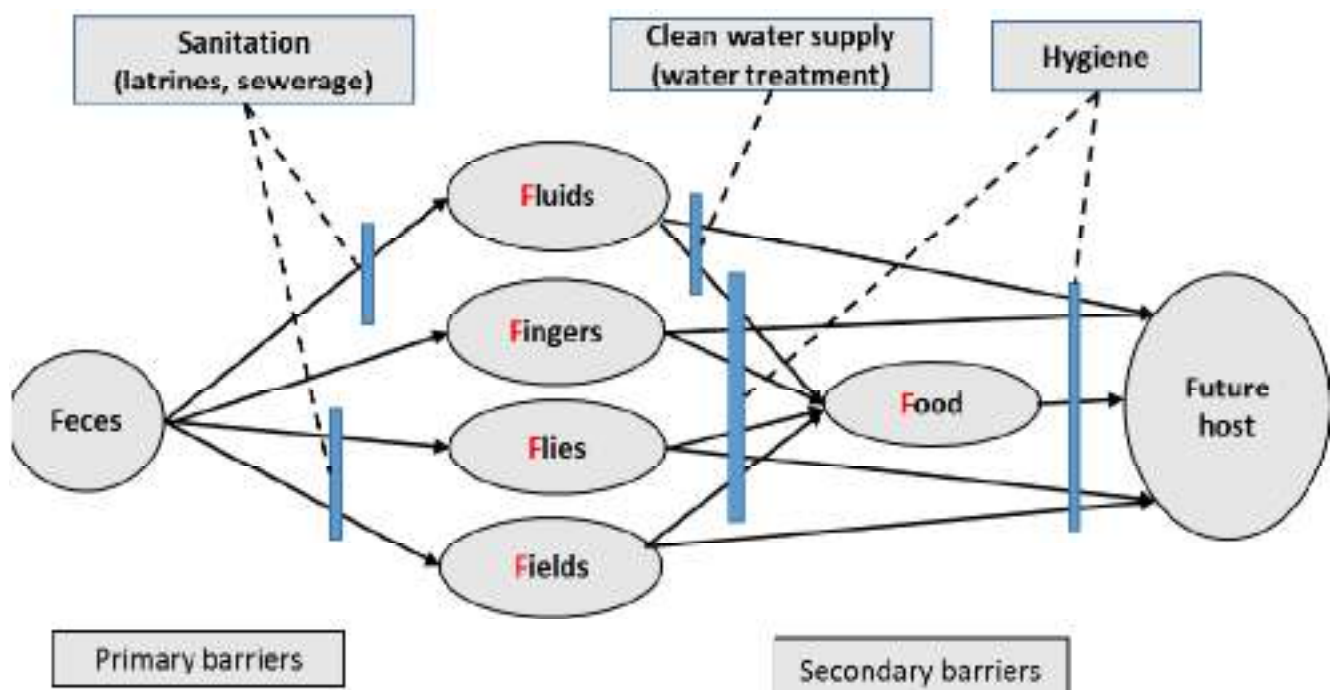 Sanitation
(latrines, sewerage)
Clean water supply
(water treatment)
Hygiene
Fluids
Fingers
Feces
Flies
Food
Future
host
Fields
Primary barriers
Secondary barriers